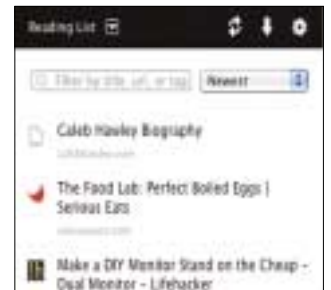 Reading List
Filter by title, url, or tag
Newest
Caleb Hawley Biography
The Food Lab: Perfect Boiled Eggs |
Serious Eats
Make a DIY Monitor Stand on the Cheap -
Dual Monitor - Lifehacker